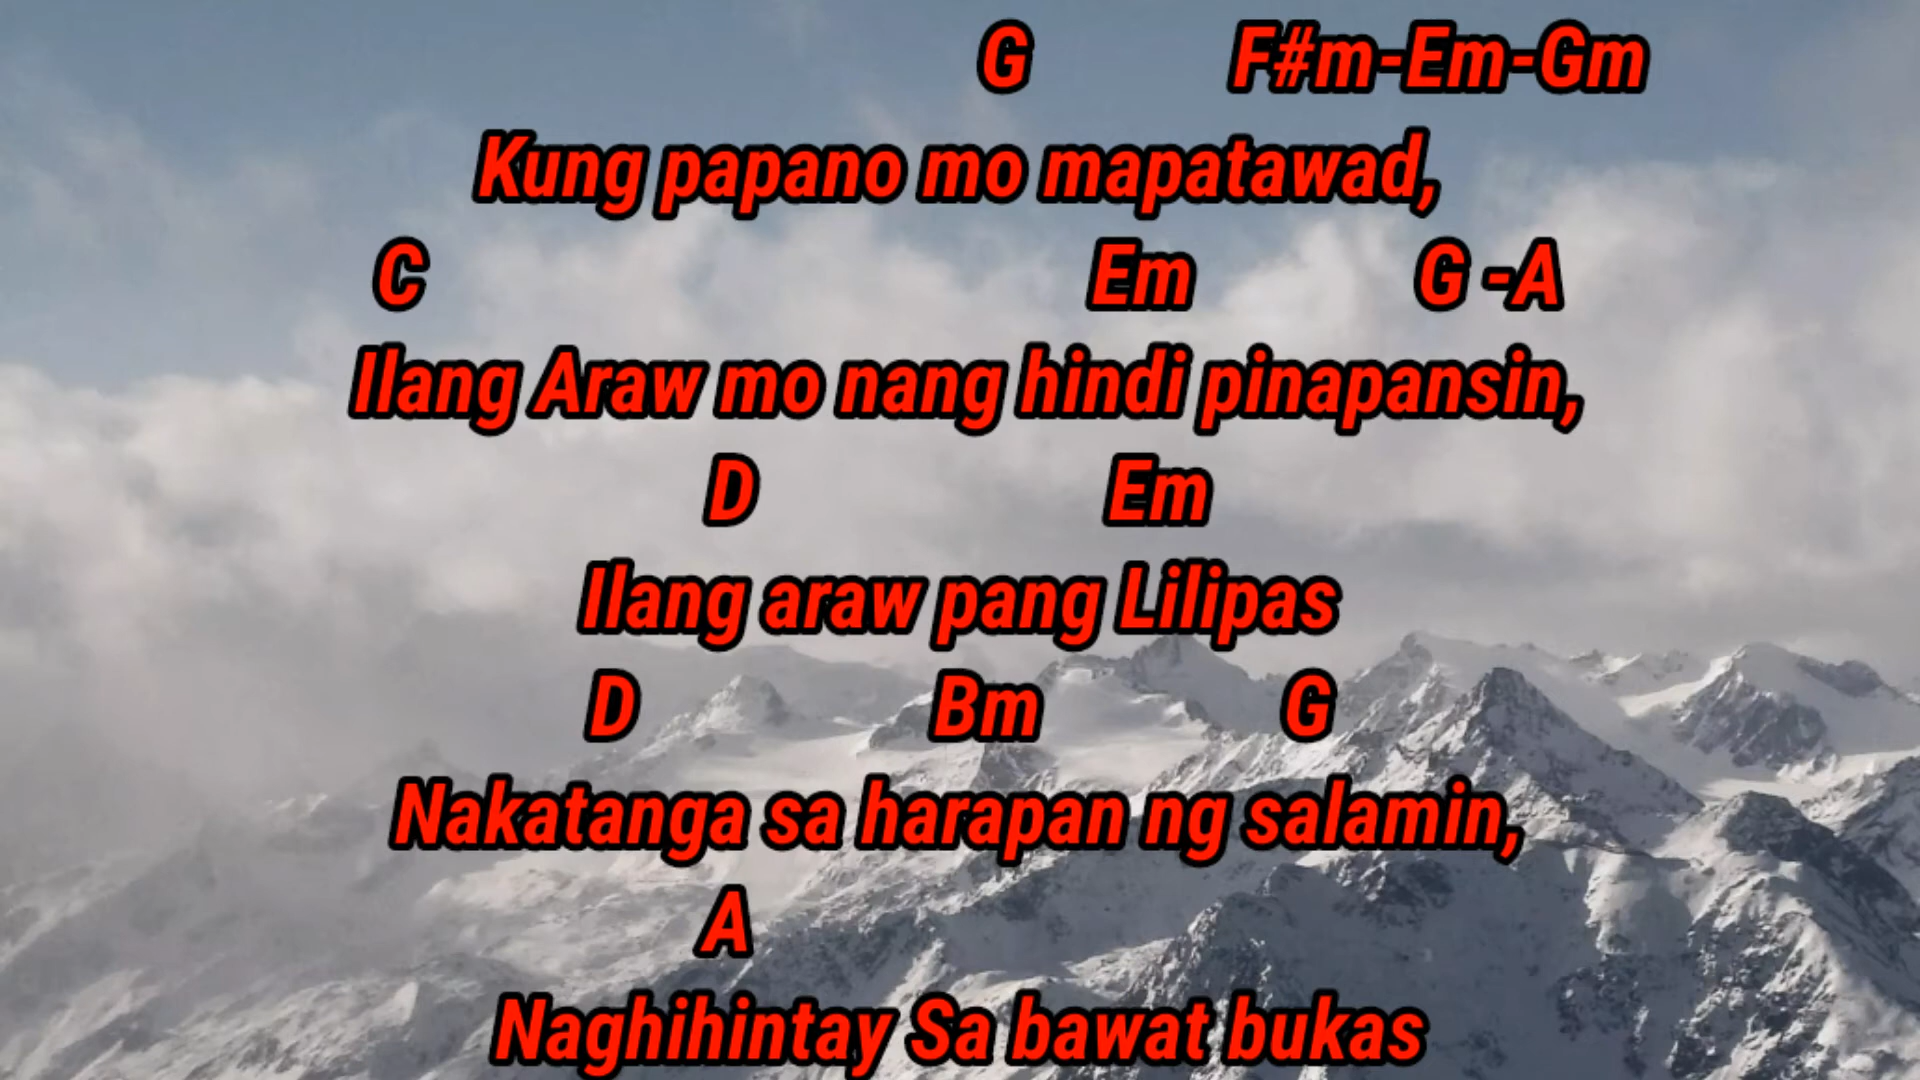 G F#m-Em-Gm
Kung papano mo mapatawad,
C Em G -A
Ilang Araw mo nang hindi pinapansin,
D Em
Ilang araw pang Lilipas
D Bm G
Nakatanga sa harapan ng salamin,
A
Naghihintay Sa bawat bukas